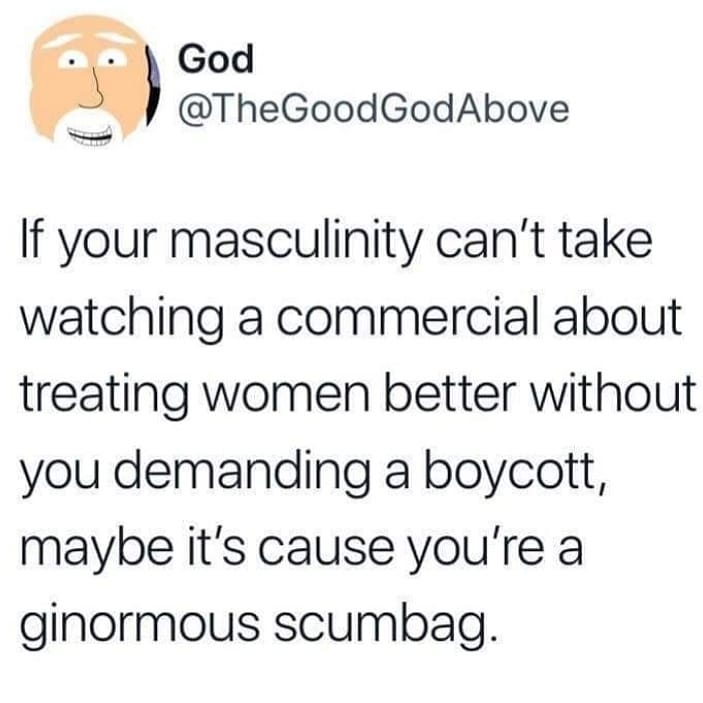 God
@TheGoodGodAbove
If your masculinity can't take
watching a commercial about
treating women better without
you demanding a boycott,
maybe it's cause you're a
ginormous scumbag.